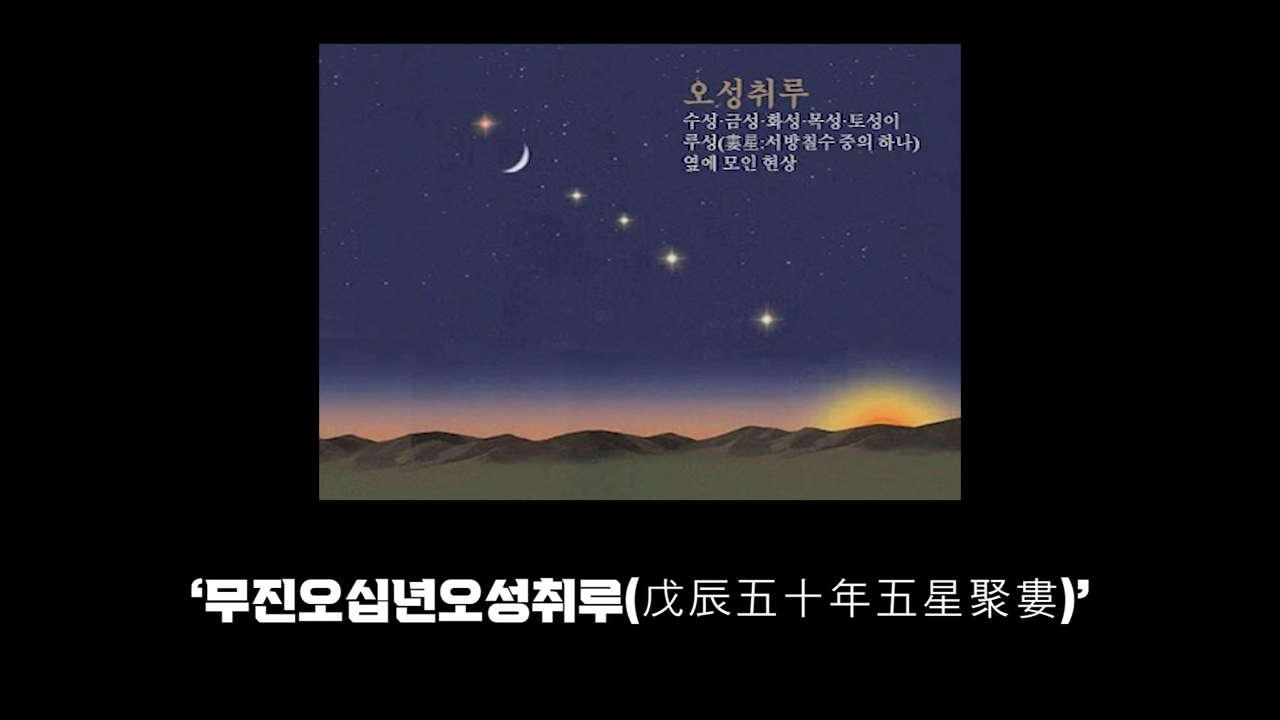 오성취루
수성·금성·화성·목성·토성이
루성(婁星:서방칠수 중의 하나)
옆에 모인 현상
‘무진오십년오성취루(戊辰五十年五星聚婁)’